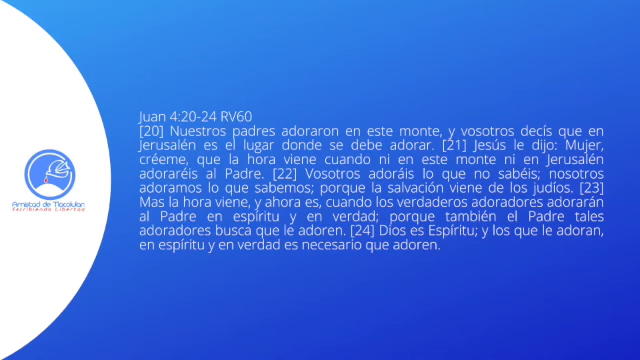 Juan 4:20-24 RV60
[20] Nuestros padres adoraron en este monte, y vosotros decís que en
Jerusalén es el lugar donde se debe adorar. [21] Jesús le dijo: Mujer,
créeme, que la hora viene cuando ni en este monte ni en Jerusalén
adoraréis al Padre. [22] Vosotros adoráis lo que no sabéis; nosotros
adoramos lo que sabemos; porque la salvación viene de los judíos. [23]
Mas la hora viene, y ahora es, cuando los verdaderos adoradores adorarán
al Padre en espíritu y en verdad; porque también el Padre tales
adoradores busca que le adoren. [24] Dios es Espíritu; y los que le adoran,
en espíritu y en verdad es necesario que adoren.
Amistad de Tlacolula
Escribiendo Libertad